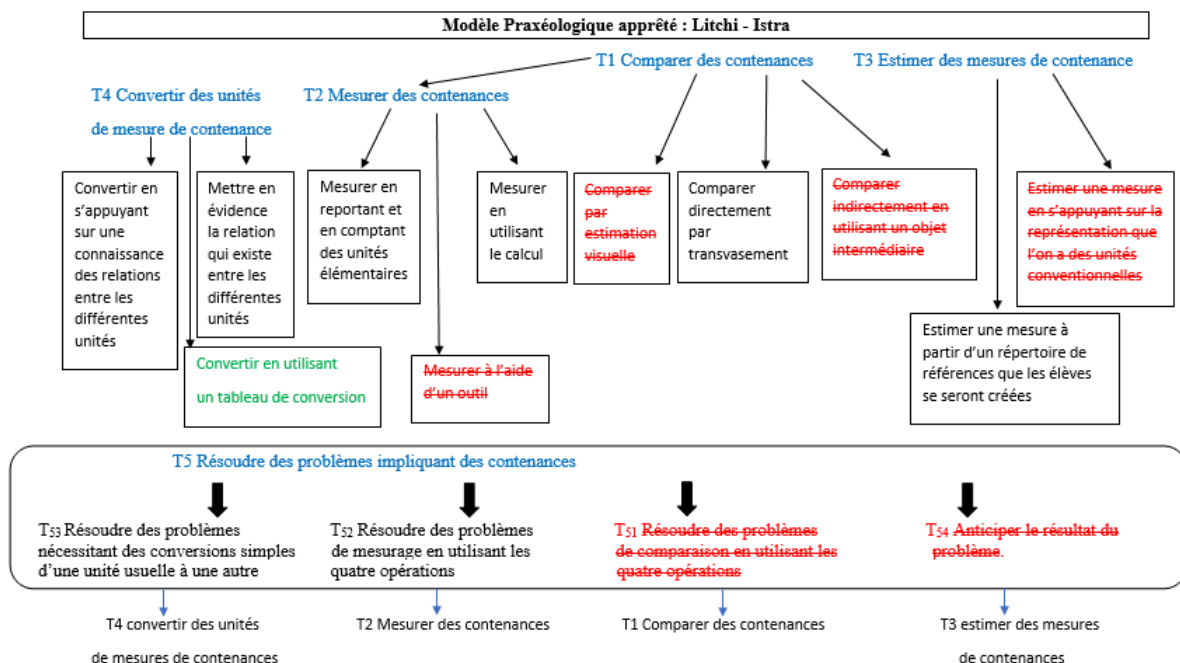 Modèle Praxéologique apprêté : Litchi - Istra
T1 Comparer des contenances
T3 Estimer des mesures de contenance
T4 Convertir des unités
de mesure de contenance
T2 Mesurer des contenances
Convertir en
s'appuyant
sur une
connaissance
des relations
entre les
différentes
unités
Mettre en
évidence
la relation
qui existe
entre les
différentes
unités
Mesurer en
reportant et
en comptant
des unités
élémentaires
Mesurer
en
utilisant
le calcul
Comparer
par
estimation
visuelle
Comparer
directement
par
transvasement
Comparer
indirectement en
utilisant un objet
intermédiaire
Estimer une mesure
en s'appuyant sur la
représentation que
l'on a des unités
conventionnelles
Convertir en utilisant
un tableau de conversion
Mesurer à l'aide
d'un outil
Estimer une mesure à
partir d'un répertoire de
références que les élèves
se seront créées
T5 Résoudre des problèmes impliquant des contenances
T53 Résoudre des problèmes
nécessitant des conversions simples
d'une unité usuelle à une autre
T52 Résoudre des problèmes
de mesurage en utilisant les
quatre opérations
T51 Résoudre des problèmes
de comparaison en utilisant les
quatre opérations
T54 Anticiper le résultat du
problème.
T4 convertir des unités
de mesures de contenances
T2 Mesurer des contenances
T1 Comparer des contenances
T3 estimer des mesures
de contenances